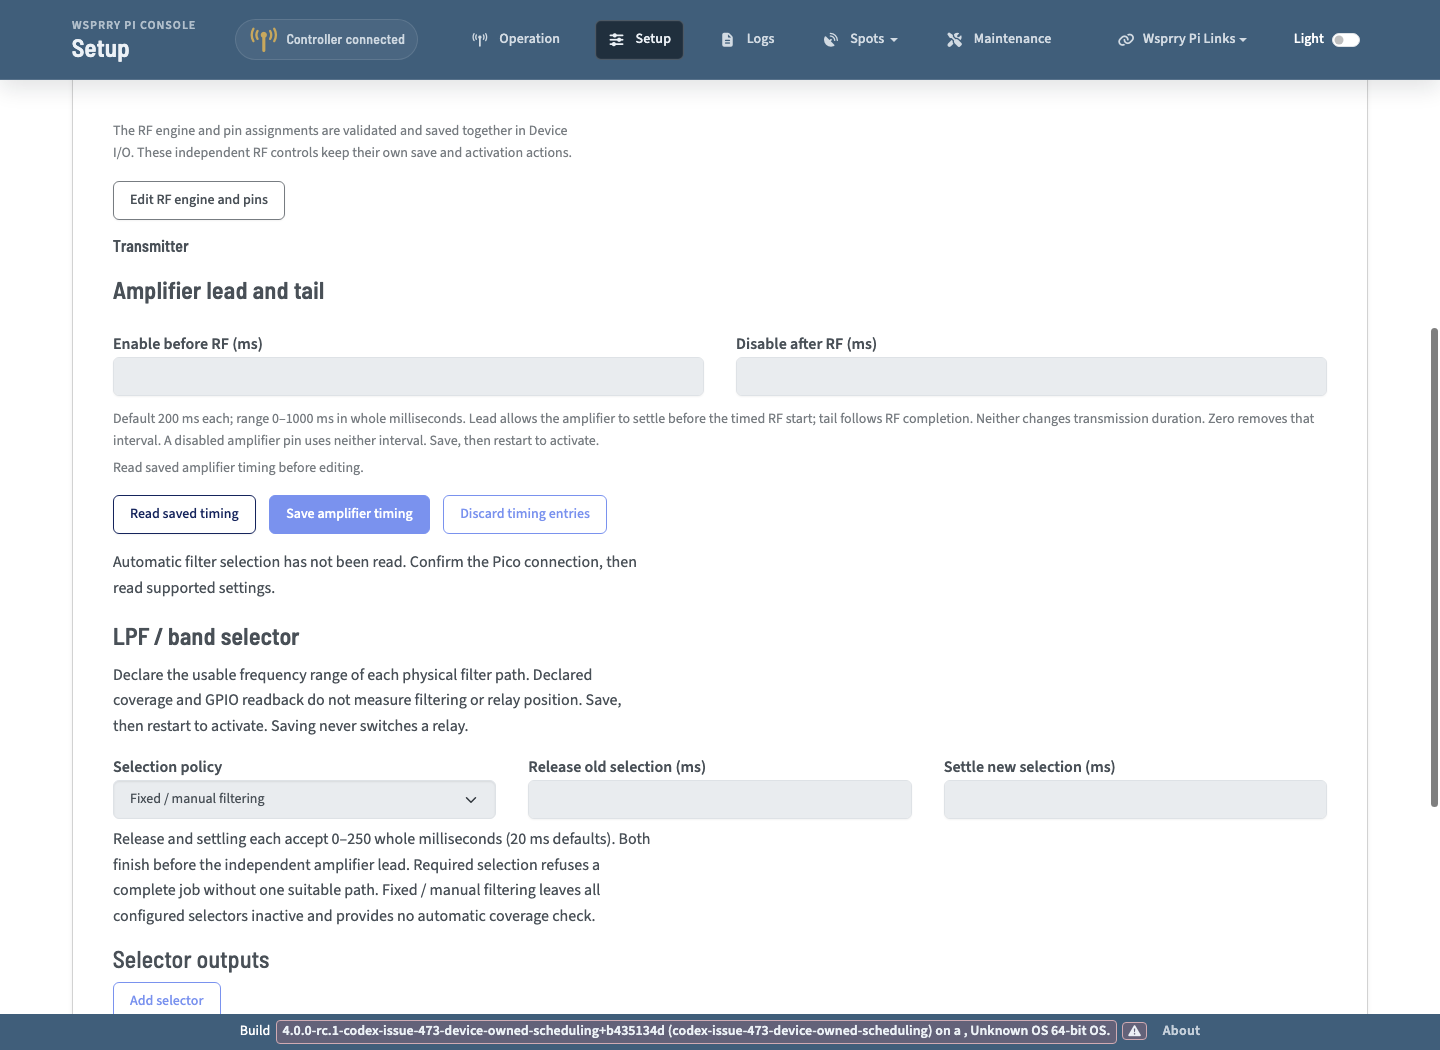 WSPRRY PI CONSOLE
Setup
Controller connected
Operation
Setup
Logs
Spots
Maintenance
Wsprry Pi Links
Light
The RF engine and pin assignments are validated and saved together in Device
I/O. These independent RF controls keep their own save and activation actions.
Edit RF engine and pins
Transmitter
Amplifier lead and tail
Enable before RF (ms)
Disable after RF (ms)
Default 200 ms each; range 0–1000 ms in whole milliseconds. Lead allows the amplifier to settle before the timed RF start; tail follows RF completion. Neither changes transmission duration. Zero removes that
interval. A disabled amplifier pin uses neither interval. Save, then restart to activate.
Read saved amplifier timing before editing.
Read saved timing
Save amplifier timing
Discard timing entries
Automatic filter selection has not been read. Confirm the Pico connection, then
read supported settings.
LPF / band selector
Declare the usable frequency range of each physical filter path. Declared
coverage and GPIO readback do not measure filtering or relay position. Save,
then restart to activate. Saving never switches a relay.
Selection policy
Release old selection (ms)
Settle new selection (ms)
Fixed / manual filtering
Release and settling each accept 0–250 whole milliseconds (20 ms defaults). Both
finish before the independent amplifier lead. Required selection refuses a
complete job without one suitable path. Fixed / manual filtering leaves all
configured selectors inactive and provides no automatic coverage check.
Selector outputs
Add selector
Build 4.0.0-rc.1-codex-issue-473-device-owned-scheduling+b435134d (codex-issue-473-device-owned-scheduling) on a , Unknown OS 64-bit OS.
About